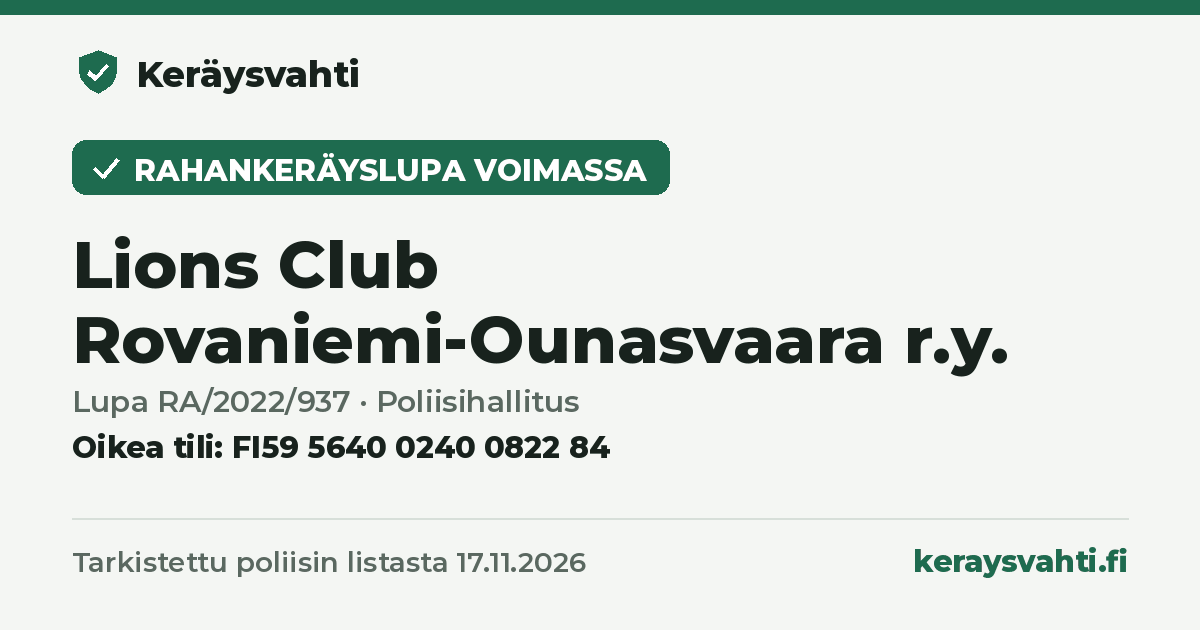 Keräysvahti
RAHANKERÄYSLUPA VOIMASSA
Lions Club
Rovaniemi-Ounasvaara r.y.
Lupa RA/2022/937 · Poliisihallitus
Oikea tili: FI59 5640 0240 0822 84
Tarkistettu poliisin listasta 17.11.2026
keraysvahti.fi